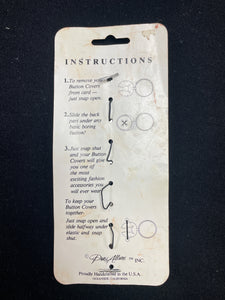 INSTRUCTIONS
1. To remove your
Button Covers
from card —
just snap open.
2. Slide the back
part under any
basic boring
button!
3. Just snap shut
and your Button
Covers will give
you one of
the most
exciting fashion
accessories you
will ever wear!
To keep your
Button Covers
together:
Just snap open and
slide halfway under
elastic and snap
shut.
© INC.
Proudly Handcrafted in the U.S.A.
OCEANSIDE, CALIFORNIA